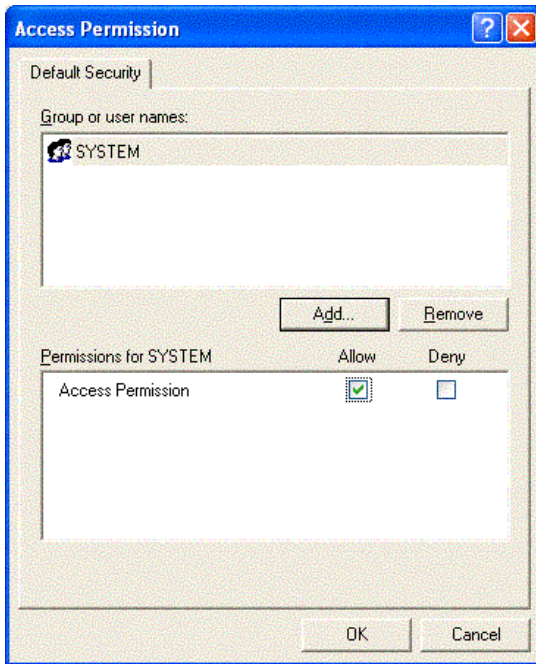 Access Permission
Default Security
Group or user names:
SYSTEM
Add... Remove
Permissions for SYSTEM Allow Deny
Access Permission
OK Cancel